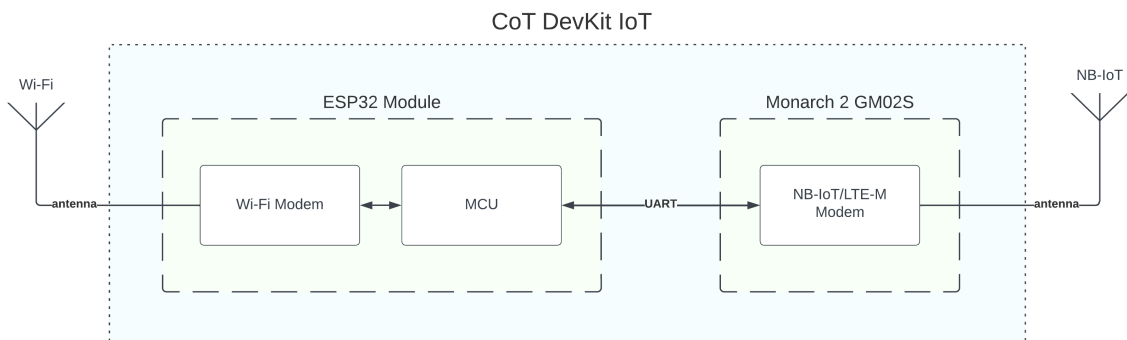 CoT DevKit IoT
Wi-Fi
NB-IoT
ESP32 Module
Monarch 2 GM02S
Wi-Fi Modem
MCU
NB-IoT/LTE-M
Modem
antenna
UART
antenna